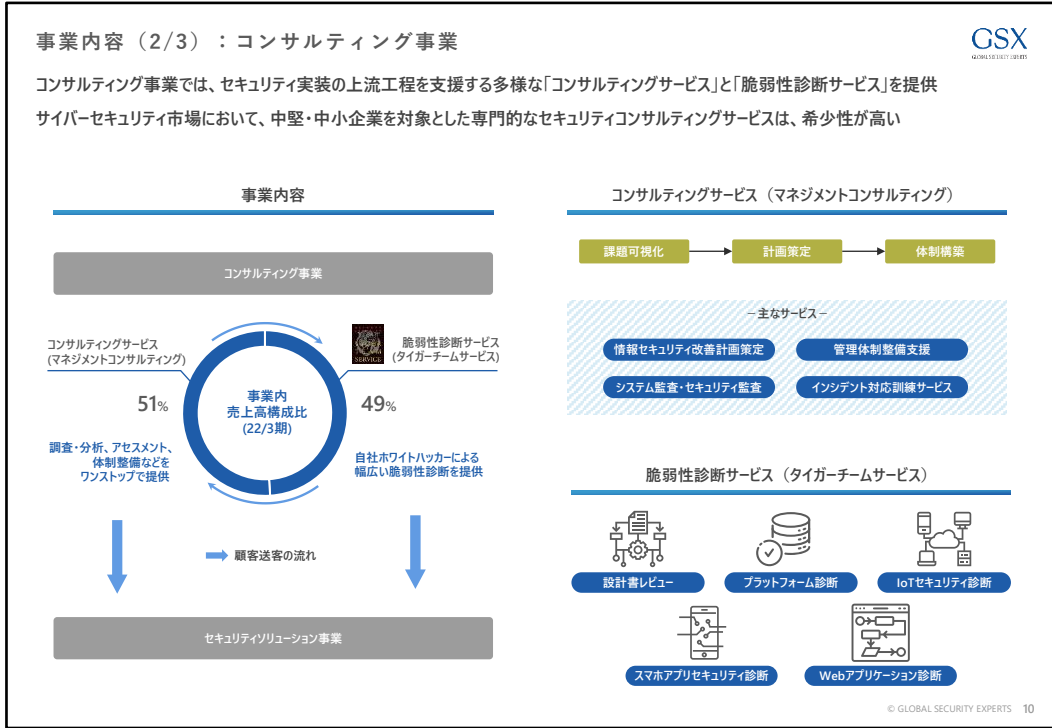 事業内容（2/3）：コンサルティング事業
GSX
GLOBAL SECURITY EXPERTS
コンサルティング事業では、セキュリティ実装の上流工程を支援する多様な「コンサルティングサービス」と「脆弱性診断サービス」を提供
サイバーセキュリティ市場において、中堅・中小企業を対象とした専門的なセキュリティコンサルティングサービスは、希少性が高い
事業内容
コンサルティング事業
コンサルティングサービス
(マネジメントコンサルティング)
51%
調査・分析、アセスメント、
体制整備などを
ワンストップで提供
事業内
売上高構成比
(22/3期)
SERVICE
脆弱性診断サービス
(タイガーチームサービス)
49%
自社ホワイトハッカーによる
幅広い脆弱性診断を提供
顧客送客の流れ
セキュリティソリューション事業
コンサルティングサービス（マネジメントコンサルティング）
課題可視化
計画策定
体制構築
－主なサービス－
情報セキュリティ改善計画策定
管理体制整備支援
システム監査・セキュリティ監査
インシデント対応訓練サービス
脆弱性診断サービス（タイガーチームサービス）
設計書レビュー
プラットフォーム診断
IoTセキュリティ診断
スマホアプリセキュリティ診断
Webアプリケーション診断
© GLOBAL SECURITY EXPERTS 10